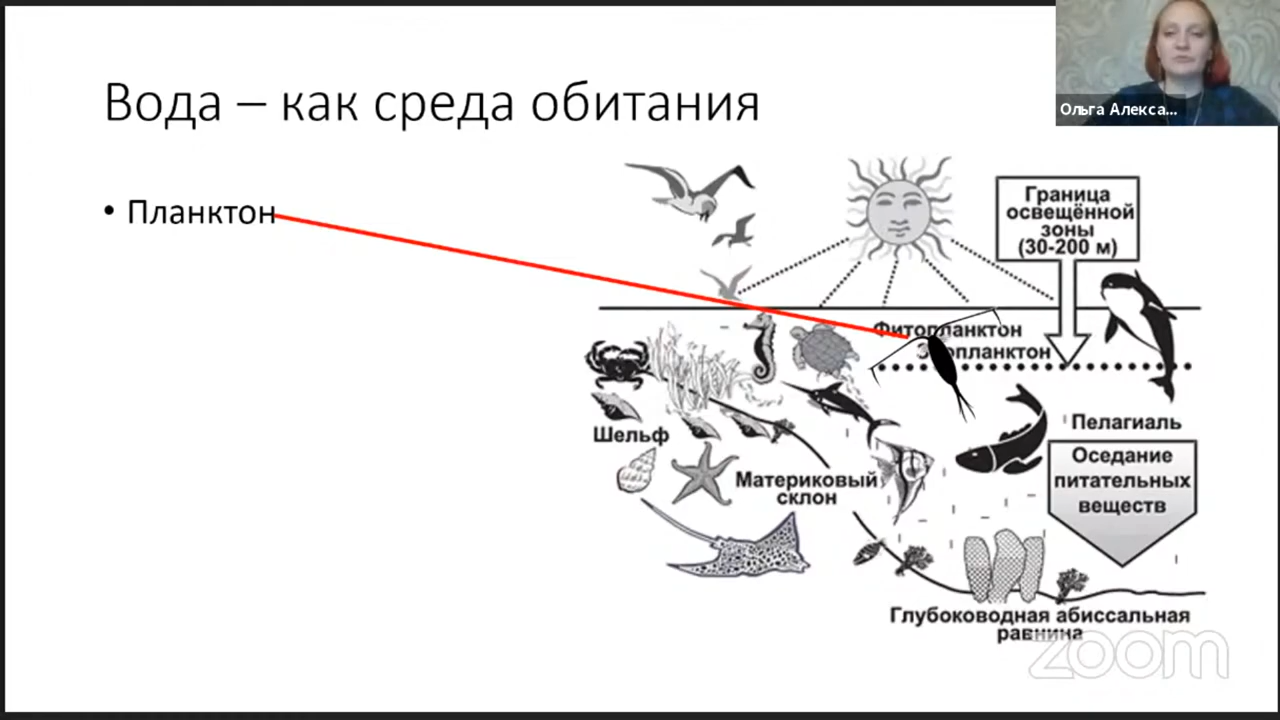 Ольга Алекса...
Вода – как среда обитания
• Планктон
Граница
освещённой
зоны
(30-200 м)
Фитопланктон
Зоопланктон
Пелагиаль
Шельф
Оседание
питательных
веществ
Материковый
склон
Глубоководная абиссальная
равнина
zoom